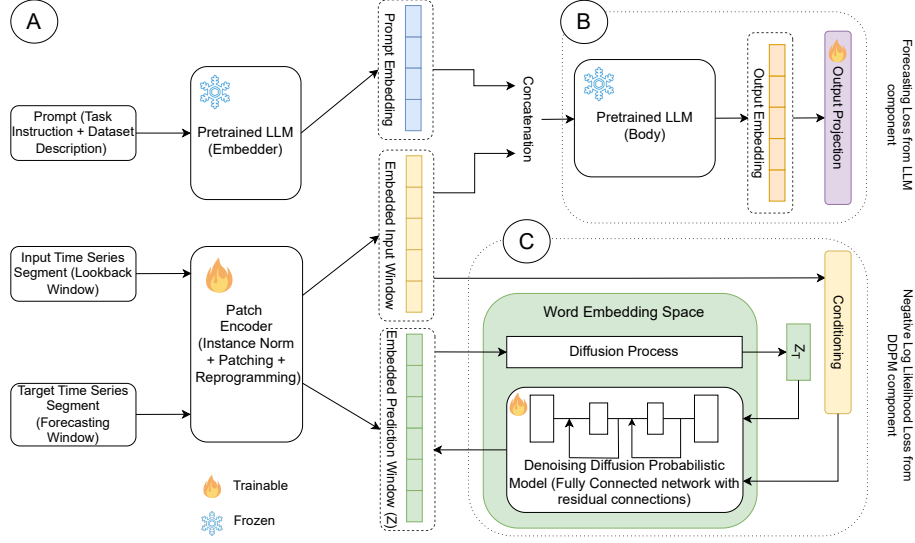 A
Prompt (Task
Instruction + Dataset
Description)
Pretrained LLM
(Embedder)
Prompt Embedding
Concatenation
B
Pretrained LLM
(Body)
Output Embedding
Output Projection
Forecasting Loss from LLM
component
Input Time Series
Segment (Lookback
Window)
Patch
Encoder
(Instance Norm
+ Patching +
Reprogramming)
Target Time Series
Segment
(Forecasting
Window)
Embedded Input Window
Embedded Prediction Window (Z)
C
Word Embedding Space
Diffusion Process
Z_T
Conditioning
Denoising Diffusion Probabilistic
Model (Fully Connected network with
residual connections)
Negative Log Likelihood Loss from
DDPM component
Trainable
Frozen